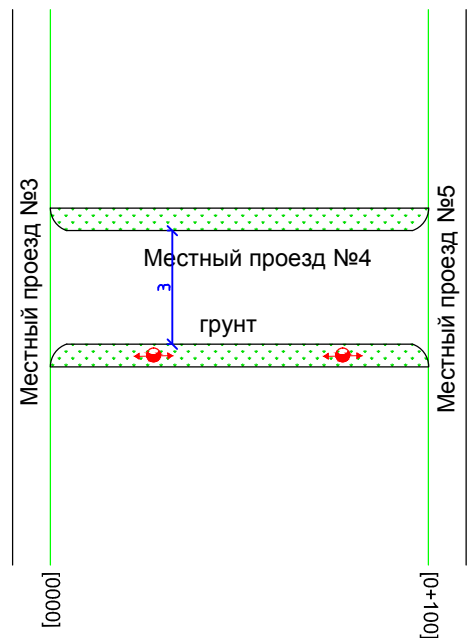 Местный проезд №3
Местный проезд №4
Местный проезд №5
3
грунт
[0000]
[0+100]